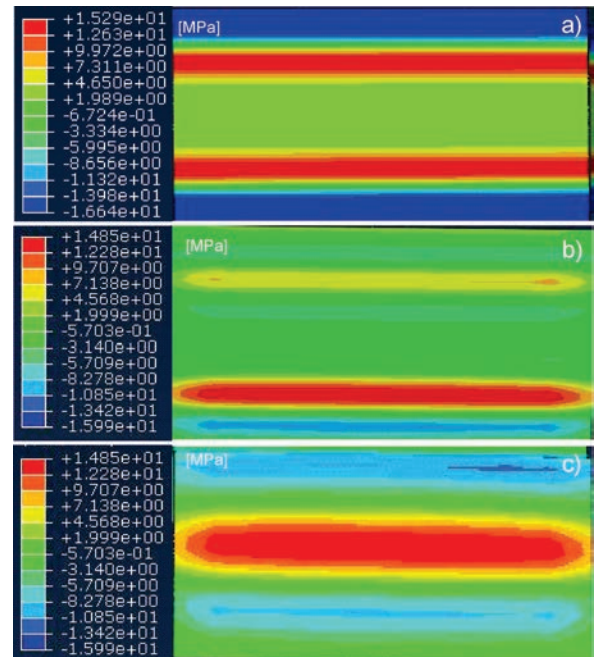 [MPa]
a)
+1.529e+01
+1.263e+01
+9.972e+00
+7.311e+00
+4.650e+00
+1.989e+00
-6.724e-01
-3.334e+00
-5.995e+00
-8.656e+00
-1.132e+01
-1.398e+01
-1.664e+01
[MPa]
b)
+1.485e+01
+1.228e+01
+9.707e+00
+7.138e+00
+4.568e+00
+1.999e+00
-5.703e-01
-3.140e+00
-5.709e+00
-8.278e+00
-1.085e+01
-1.342e+01
-1.599e+01
[MPa]
c)
+1.485e+01
+1.228e+01
+9.707e+00
+7.138e+00
+4.568e+00
+1.999e+00
-5.703e-01
-3.140e+00
-5.709e+00
-8.278e+00
-1.085e+01
-1.342e+01
-1.599e+01